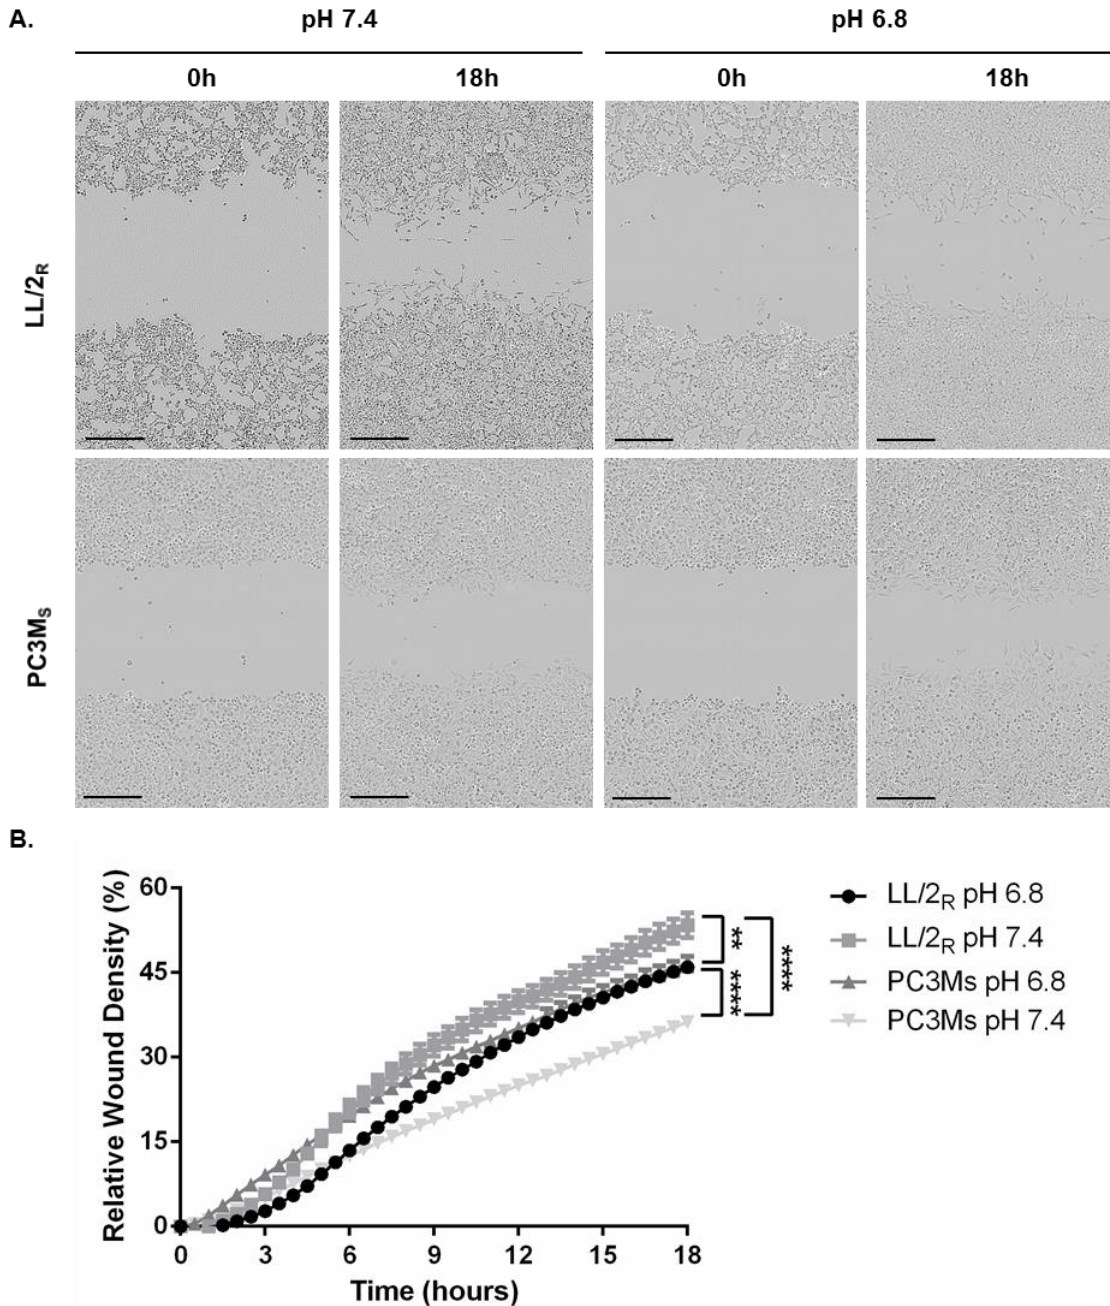 A.
pH 7.4 pH 6.8
0h 18h 0h 18h
LL/2R
PC3MS
B.
Relative Wound Density (%)
60
45
30
15
0
0 3 6 9 12 15 18
Time (hours)
**
****
****
LL/2R pH 6.8
LL/2R pH 7.4
PC3Ms pH 6.8
PC3Ms pH 7.4